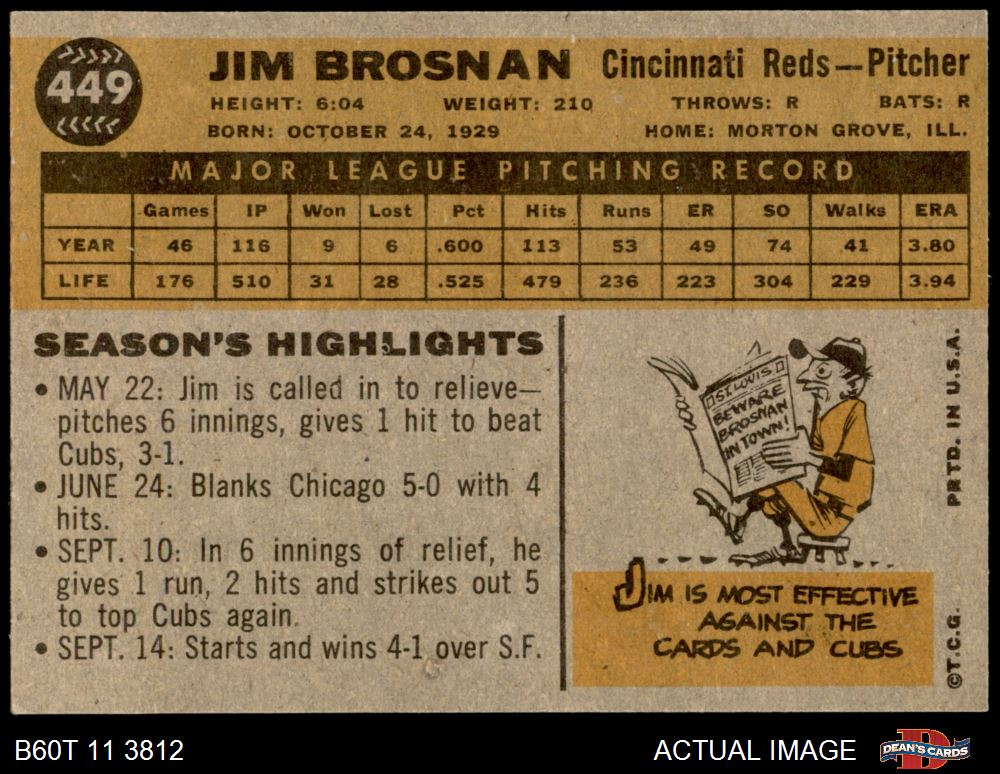 449
JIM BROSNAN Cincinnati Reds—Pitcher
HEIGHT: 6:04 WEIGHT: 210 THROWS: R BATS: R
BORN: OCTOBER 24, 1929 HOME: MORTON GROVE, ILL.
MAJOR LEAGUE PITCHING RECORD
Games IP Won Lost Pct Hits Runs ER SO Walks ERA
YEAR 46 116 9 6 .600 113 53 49 74 41 3.80
LIFE 176 510 31 28 .525 479 236 223 304 229 3.94
SEASON'S HIGHLIGHTS
• MAY 22: Jim is called in to relieve—
pitches 6 innings, gives 1 hit to beat
Cubs, 3-1.
• JUNE 24: Blanks Chicago 5-0 with 4
hits.
• SEPT. 10: In 6 innings of relief, he
gives 1 run, 2 hits and strikes out 5
to top Cubs again.
• SEPT. 14: Starts and wins 4-1 over S.F.
ST. LOUIS
BEWARE
BROSNAN
IN TOWN!
JIM IS MOST EFFECTIVE
AGAINST THE
CARDS AND CUBS
©T.C.G. PRTD. IN U.S.A.
B60T 11 3812 ACTUAL IMAGE
DEAN'S CARDS